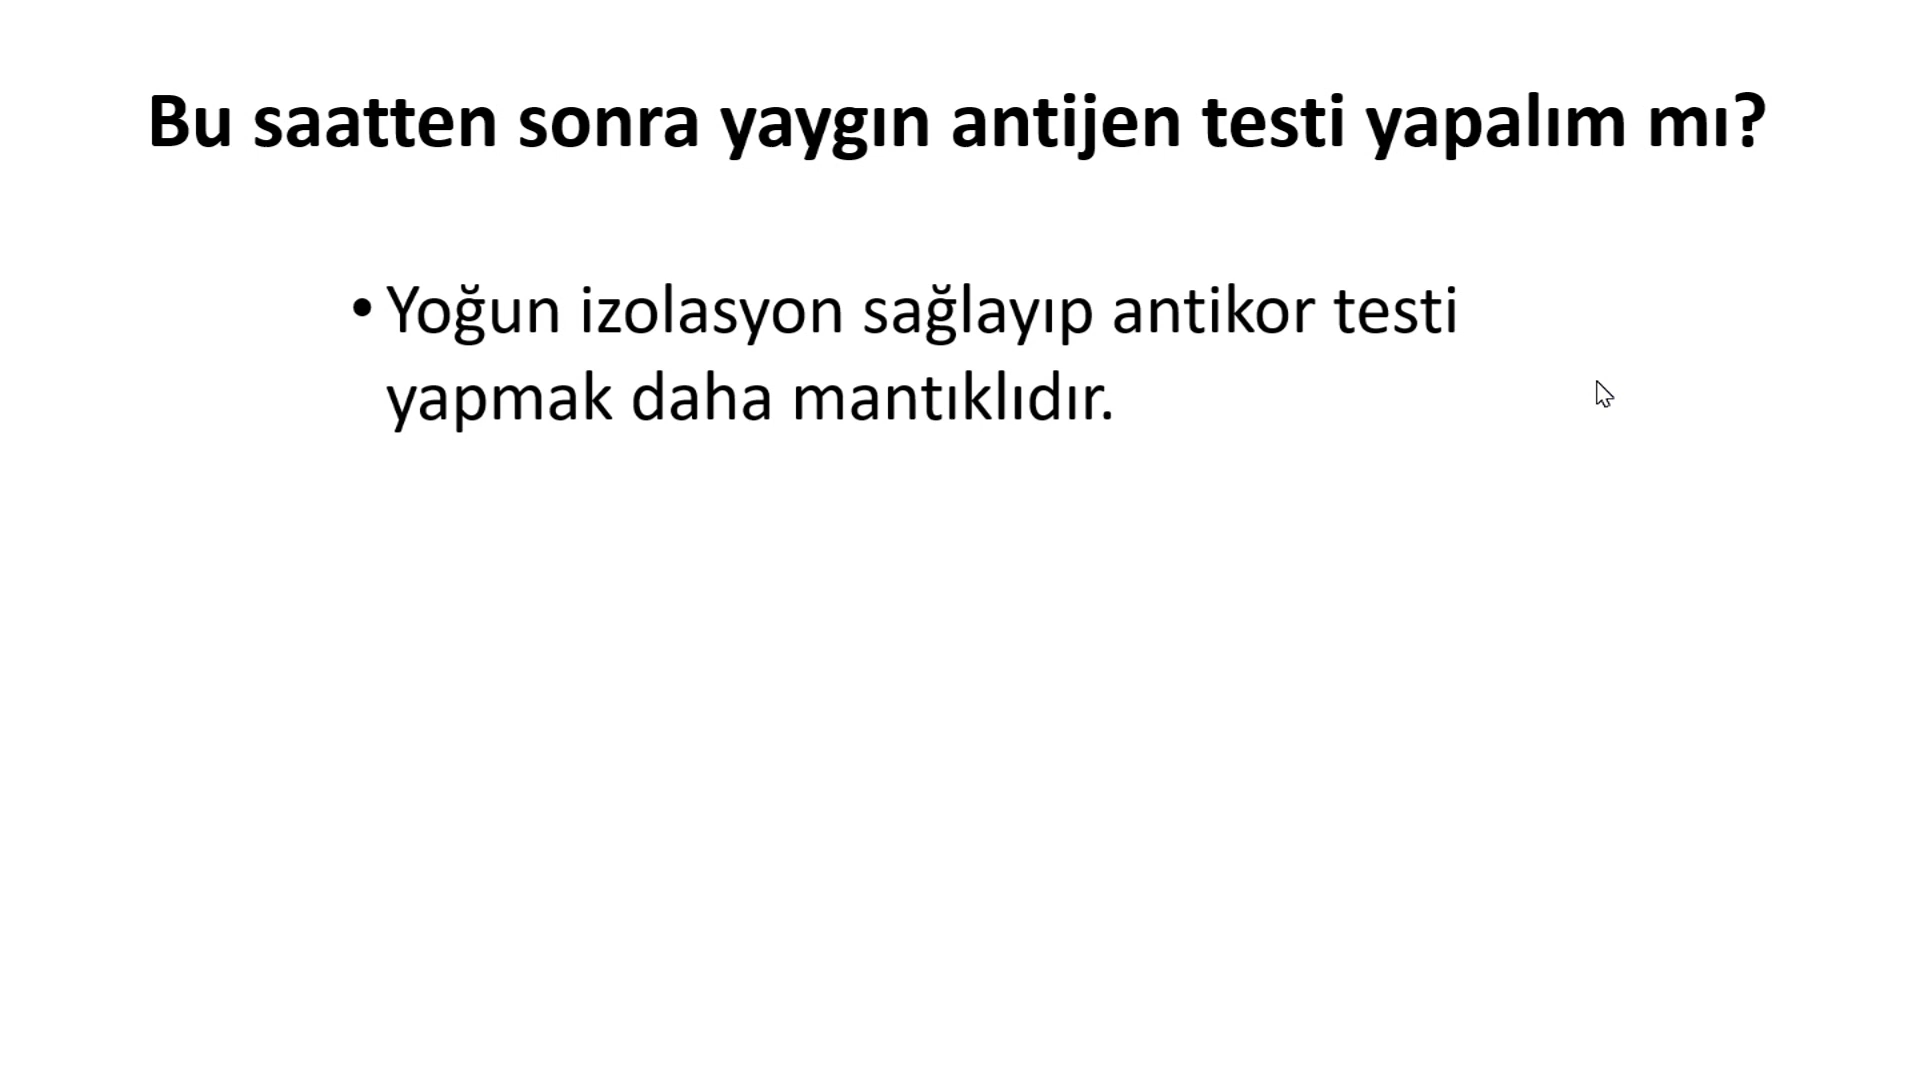 Bu saatten sonra yaygın antijen testi yapalım mı?
• Yoğun izolasyon sağlayıp antikor testi
yapmak daha mantıklıdır.